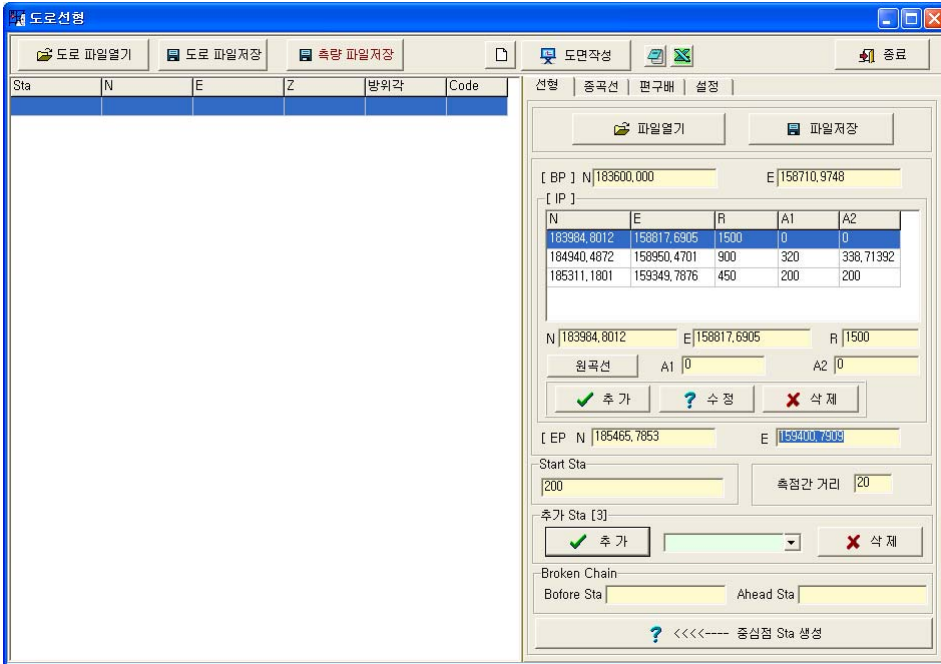 도로선형
도로 파일열기 도로 파일저장 측량 파일저장 도면작성 종료
Sta N E Z 방위각 Code
선형 종곡선 편구배 설정
파일열기 파일저장
[ BP ] N 183600,000 E 158710,9748
[ IP ]
N E R A1 A2
183984,8012 158817,6905 1500 0 0
184940,4872 158950,4701 900 320 338,71392
185311,1801 159349,7876 450 200 200
N 183984,8012 E 158817,6905 R 1500
원곡선 A1 0 A2 0
추 가 수 정 삭 제
[ EP N 185465,7853 E 159400,7909
Start Sta
200 측점간 거리 20
추가 Sta [3]
추 가 삭 제
Broken Chain
Bofore Sta Ahead Sta
? <<<<---- 중심점 Sta 생성